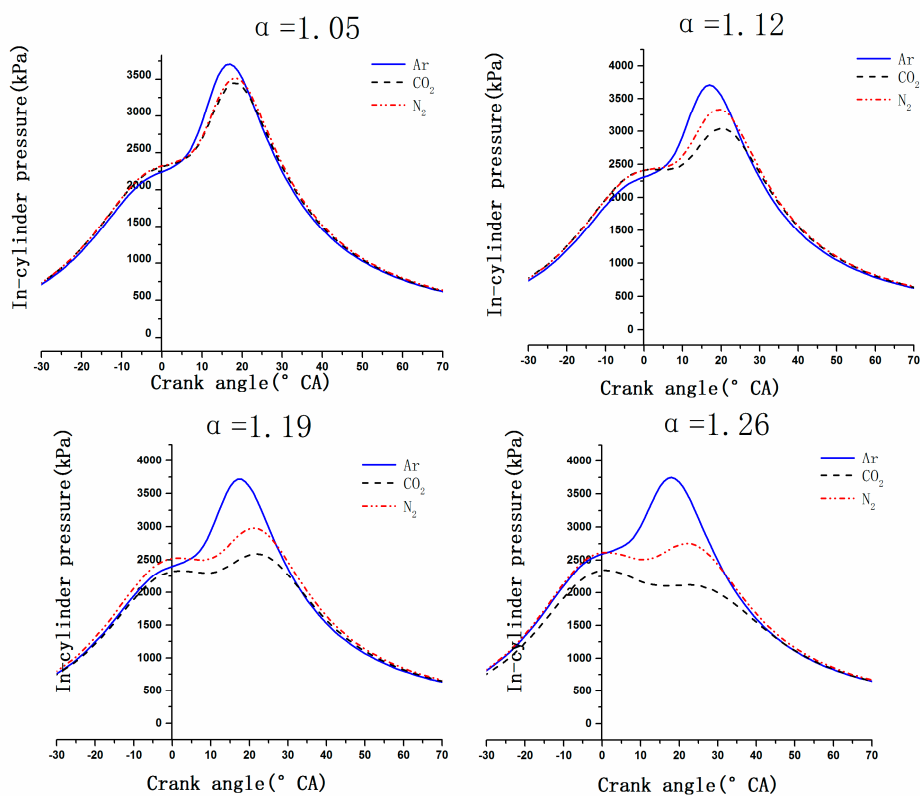 α=1.05
In-cylinder pressure(kPa)
3500
3000
2500
2000
1500
1000
500
0
Ar
CO₂
N₂
-30 -20 -10 0 10 20 30 40 50 60 70
Crank angle(° CA)
α=1.12
In-cylinder pressure(kPa)
4000
3500
3000
2500
2000
1500
1000
500
0
Ar
CO₂
N₂
-30 -20 -10 0 10 20 30 40 50 60 70
Crank angle(° CA)
α=1.19
In-cylinder pressure(kPa)
4000
3500
3000
2500
2000
1500
1000
500
0
Ar
CO₂
N₂
-30 -20 -10 0 10 20 30 40 50 60 70
Crank angle(° CA)
α=1.26
In-cylinder pressure(kPa)
4000
3500
3000
2500
2000
1500
1000
500
0
Ar
CO₂
N₂
-30 -20 -10 0 10 20 30 40 50 60 70
Crank angle(° CA)